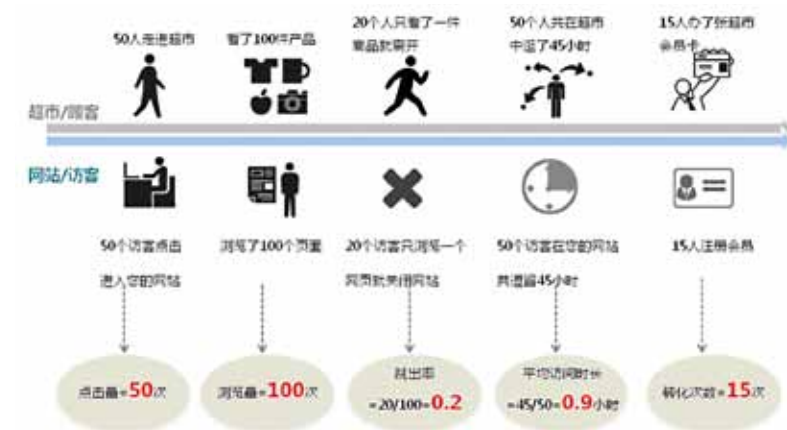 50人走进超市
看了100件产品
20个人只看了一件
商品就离开
50个人共在超市
中逗了45小时
15人办了张超市
会员卡
超市/顾客
网站/访客
50个访客点击
进入您的网站
浏览了100个页面
20个访客只浏览一个
网页就关闭网站
50个访客在您的网站
共逗留45小时
15人注册会员
点击量=50次
浏览量=100次
跳出率
=20/100=0.2
平均访问时长
=45/50=0.9小时
转化次数=15次